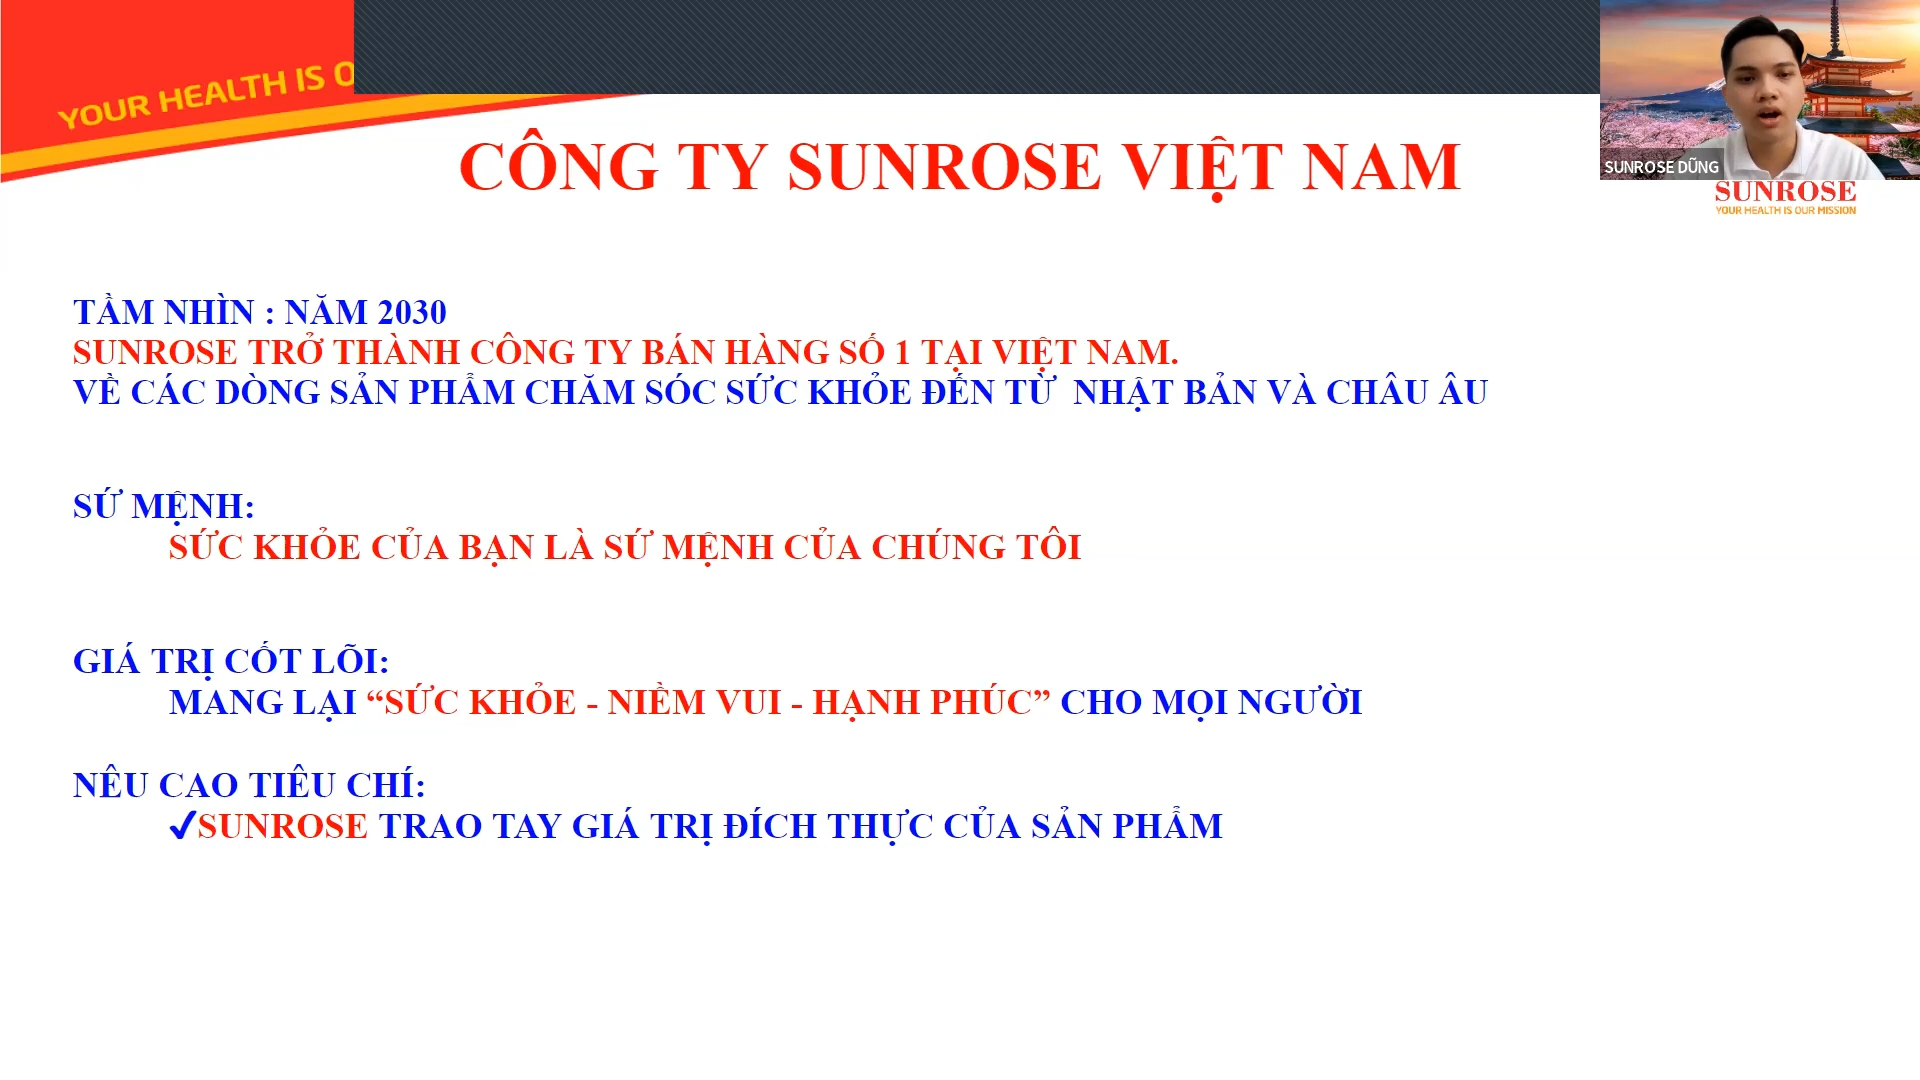 YOUR HEALTH IS O
CÔNG TY SUNROSE VIỆT NAM
SUNROSE DŨNG
SUNROSE
YOUR HEALTH IS OUR MISSION
TẦM NHÌN : NĂM 2030
SUNROSE TRỞ THÀNH CÔNG TY BÁN HÀNG SỐ 1 TẠI VIỆT NAM.
VỀ CÁC DÒNG SẢN PHẨM CHĂM SÓC SỨC KHỎE ĐẾN TỪ NHẬT BẢN VÀ CHÂU ÂU
SỨ MỆNH:
SỨC KHỎE CỦA BẠN LÀ SỨ MỆNH CỦA CHÚNG TÔI
GIÁ TRỊ CỐT LÕI:
MANG LẠI “SỨC KHỎE - NIỀM VUI - HẠNH PHÚC” CHO MỌI NGƯỜI
NÊU CAO TIÊU CHÍ:
✓SUNROSE TRAO TAY GIÁ TRỊ ĐÍCH THỰC CỦA SẢN PHẨM